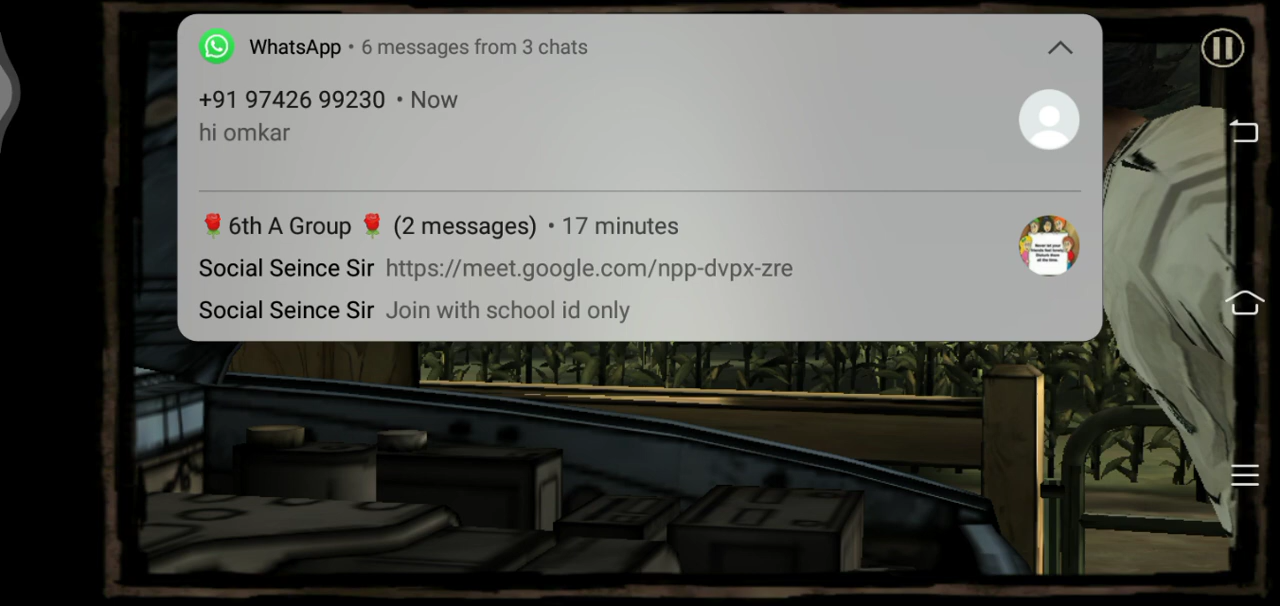 WhatsApp • 6 messages from 3 chats
+91 97426 99230 • Now
hi omkar
🌹 6th A Group 🌹 (2 messages) • 17 minutes
Social Seince Sir https://meet.google.com/npp-dvpx-zre
Social Seince Sir Join with school id only